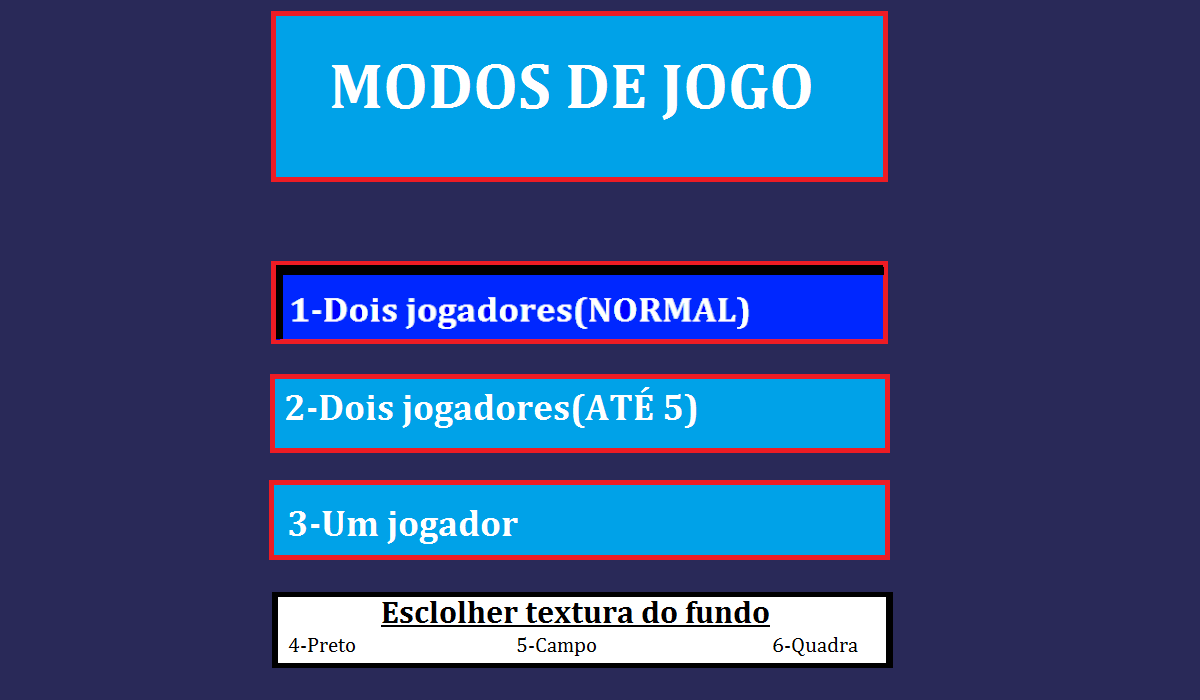 MODOS DE JOGO
1-Dois jogadores(NORMAL)
2-Dois jogadores(ATÉ 5)
3-Um jogador
Esclolher textura do fundo
4-Preto 5-Campo 6-Quadra